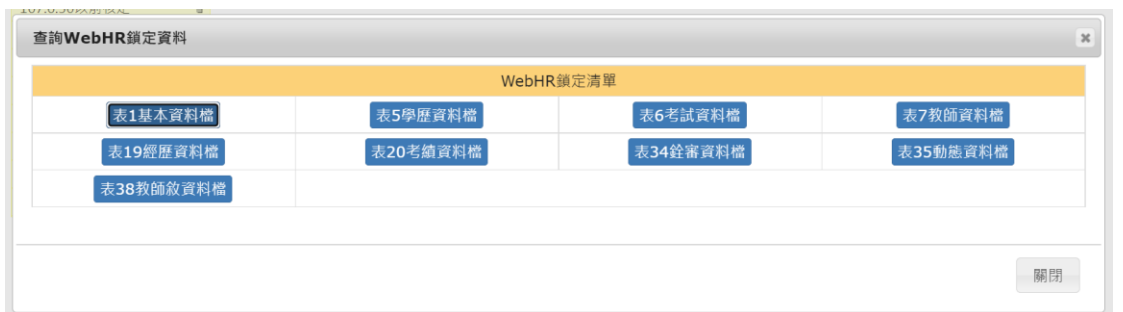 查詢WebHR鎖定資料
WebHR鎖定清單
表1基本資料檔 表5學歷資料檔 表6考試資料檔 表7教師資料檔
表19經歷資料檔 表20考績資料檔 表34銓審資料檔 表35動態資料檔
表38教師敘資料檔
關閉